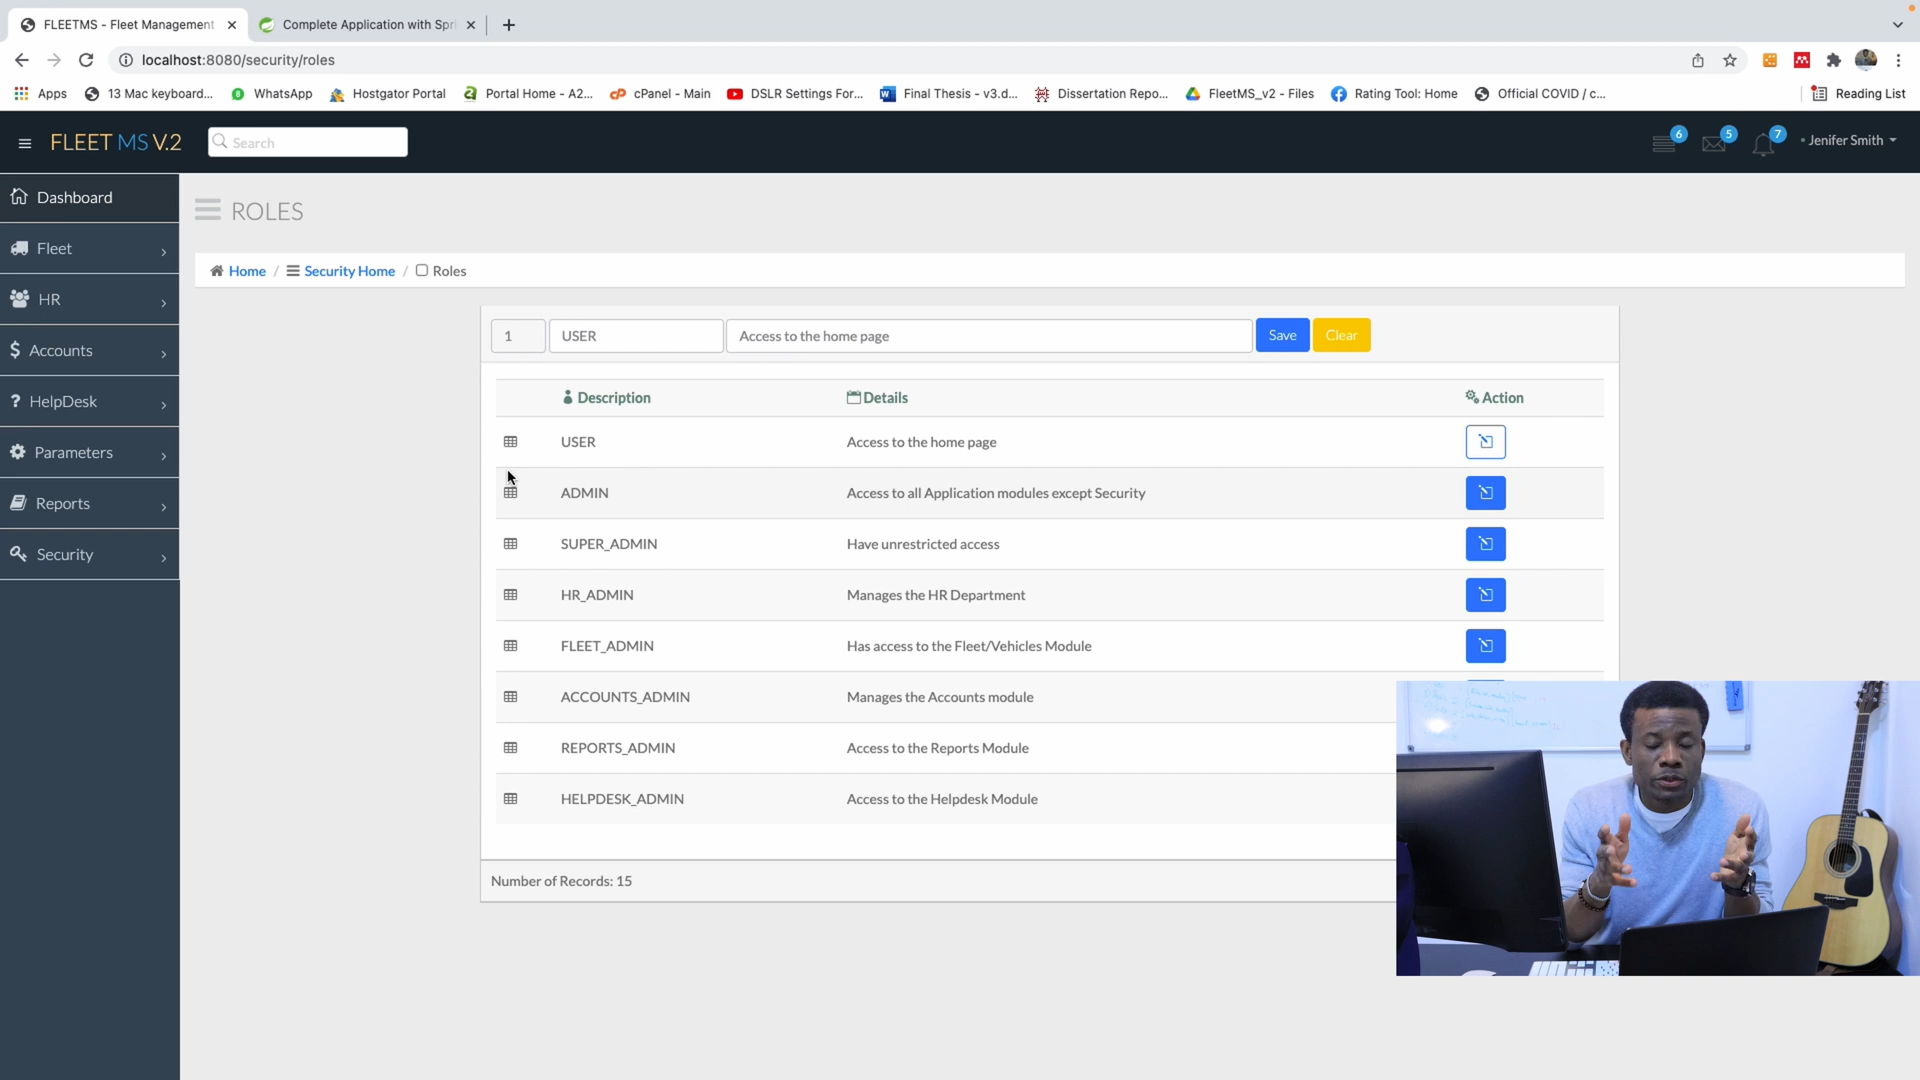 FLEETMS - Fleet Management
Complete Application with Spri
localhost:8080/security/roles
Apps
13 Mac keyboard...
WhatsApp
Hostgator Portal
Portal Home - A2...
cPanel - Main
DSLR Settings For...
Final Thesis - v3.d...
Dissertation Repo...
FleetMS_v2 - Files
Rating Tool: Home
Official COVID / c...
Reading List
FLEET MS V.2
Search
6
5
7
Jenifer Smith
Dashboard
Fleet
HR
Accounts
HelpDesk
Parameters
Reports
Security
ROLES
Home / Security Home / Roles
1 USER Access to the home page Save Clear
Description Details Action
USER Access to the home page
ADMIN Access to all Application modules except Security
SUPER_ADMIN Have unrestricted access
HR_ADMIN Manages the HR Department
FLEET_ADMIN Has access to the Fleet/Vehicles Module
ACCOUNTS_ADMIN Manages the Accounts module
REPORTS_ADMIN Access to the Reports Module
HELPDESK_ADMIN Access to the Helpdesk Module
Number of Records: 15